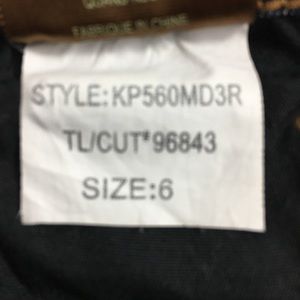 FABRIQUE EN CHINE
STYLE:KP560MD3R
TL/CUT#96843
SIZE:6